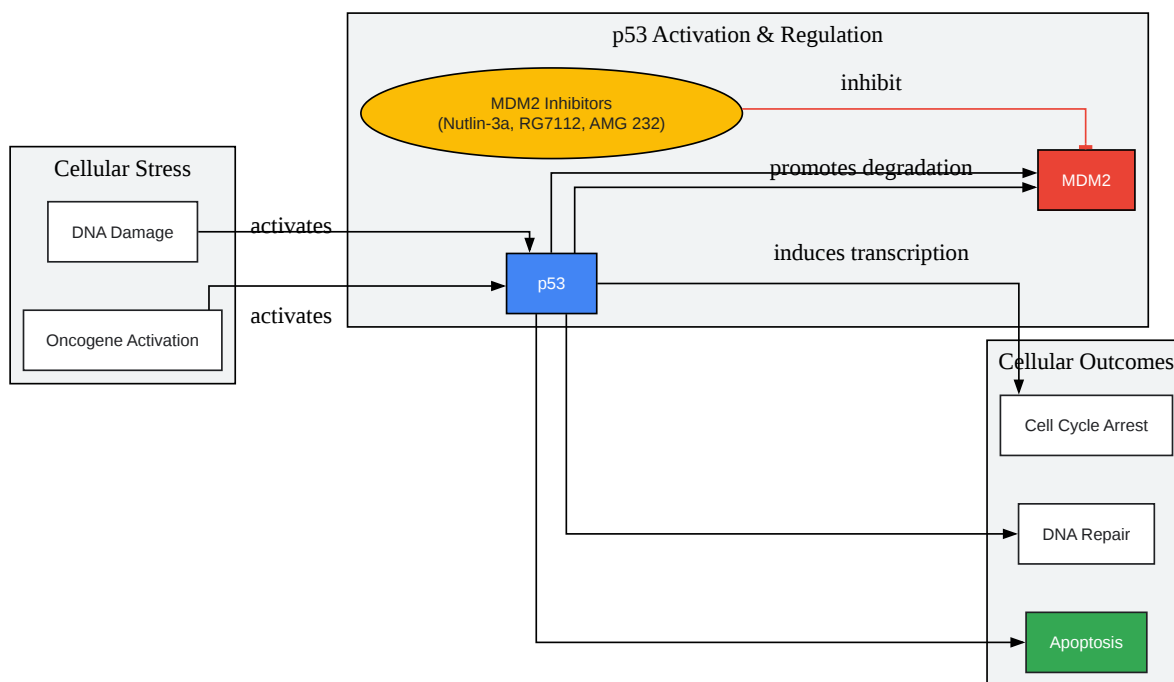 p53 Activation & Regulation
MDM2 Inhibitors
(Nutlin-3a, RG7112, AMG 232)
inhibit
Cellular Stress
promotes degradation
MDM2
DNA Damage
activates
induces transcription
p53
activates
Oncogene Activation
Cellular Outcomes
Cell Cycle Arrest
DNA Repair
Apoptosis